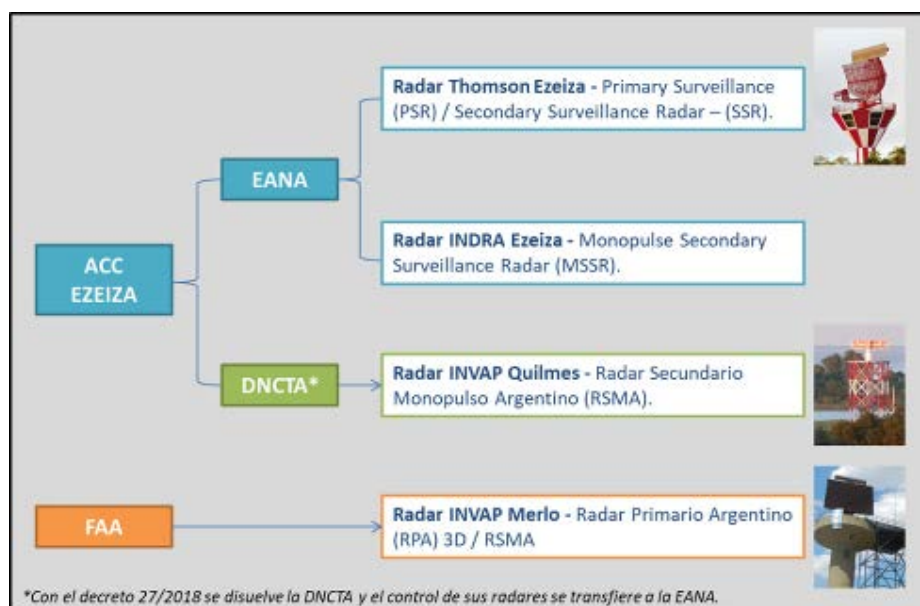 Radar Thomson Ezeiza - Primary Surveillance
(PSR) / Secondary Surveillance Radar – (SSR).
EANA
Radar INDRA Ezeiza - Monopulse Secondary
Surveillance Radar (MSSR).
ACC
EZEIZA
DNCTA*
Radar INVAP Quilmes - Radar Secundario
Monopulso Argentino (RSMA).
FAA
Radar INVAP Merlo - Radar Primario Argentino
(RPA) 3D / RSMA
*Con el decreto 27/2018 se disuelve la DNCTA y el control de sus radares se transfiere a la EANA.